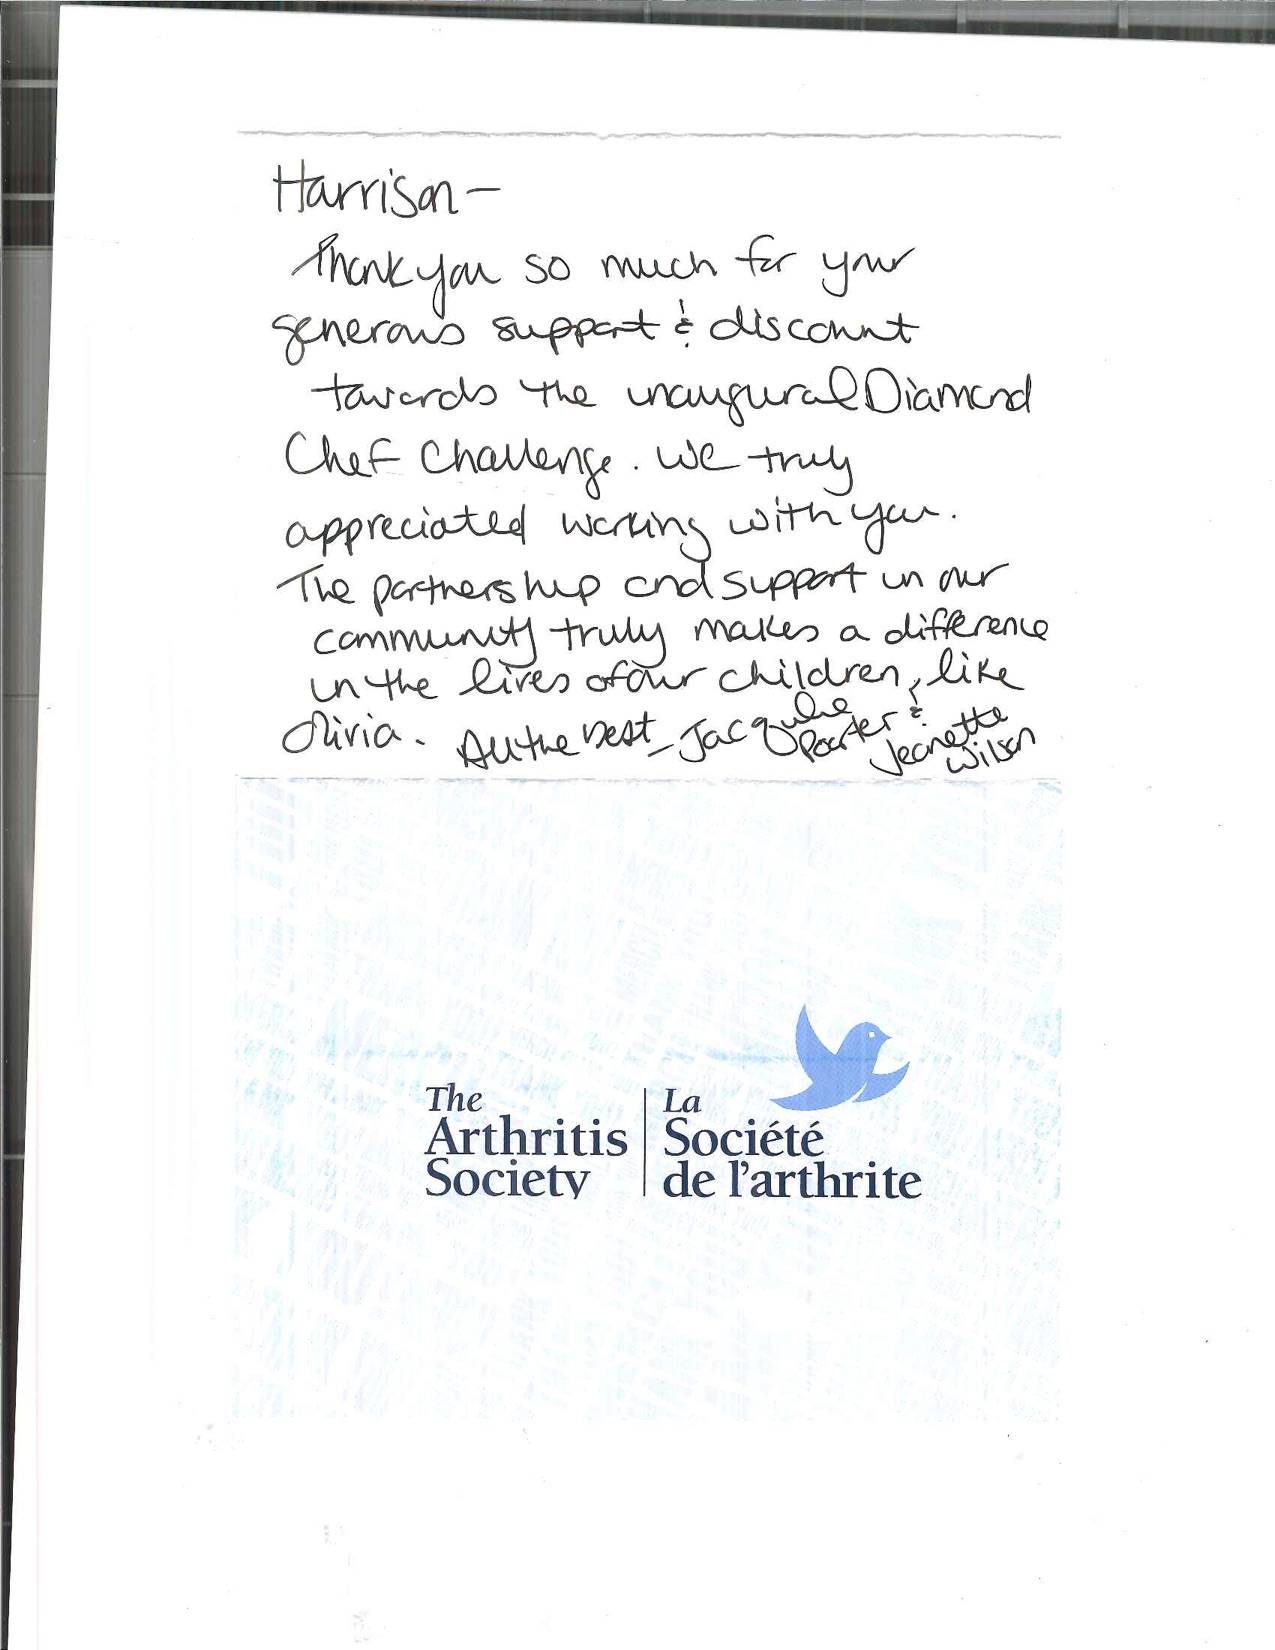 Harrison —
Thank you so much for your
generous support & discount
towards the inaugural Diamond
Chef Challenge. We truly
appreciated working with you.
The partnership and support in our
community truly makes a difference
in the lives of our children, like
Olivia. All the best — Jacquline Porter & Jeanette Wilson
The
Arthritis
Society
La
Société
de l'arthrite